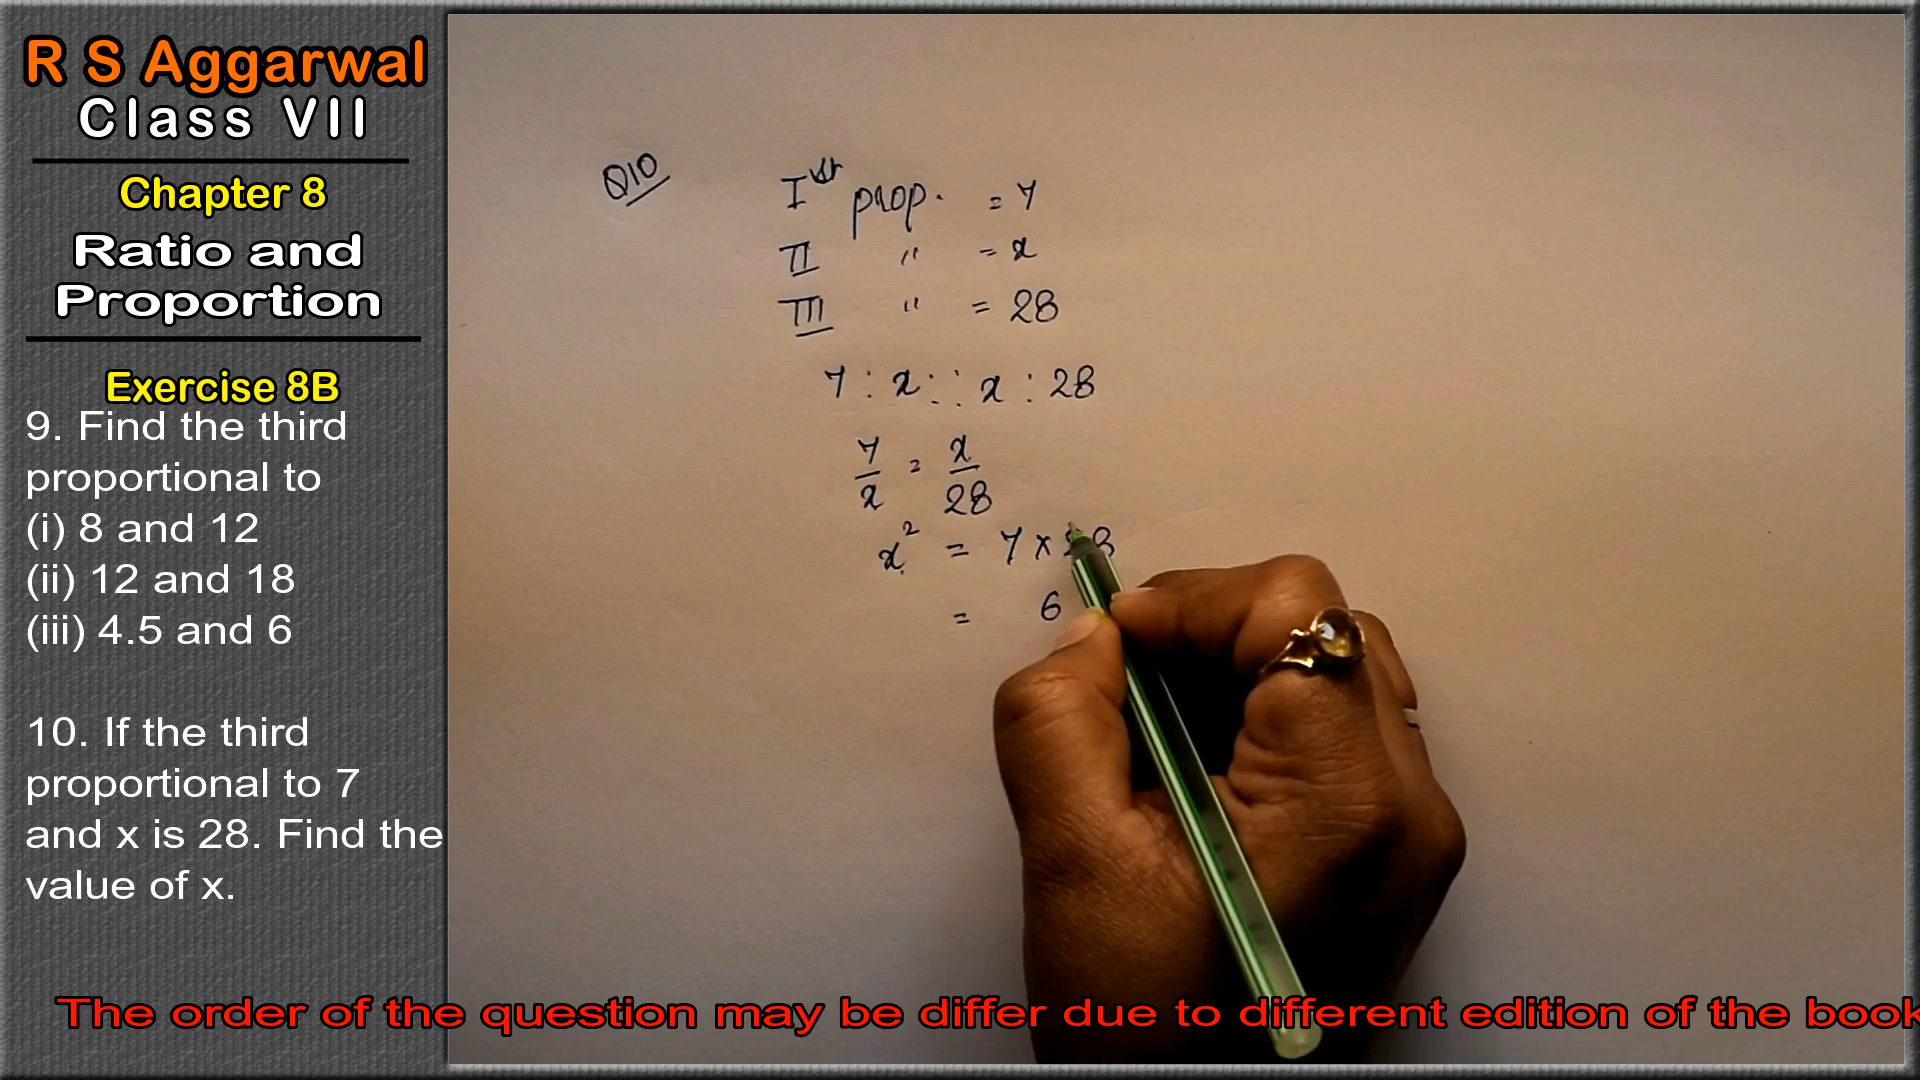 R S Aggarwal
Class VII
Chapter 8
Ratio and
Proportion
Exercise 8B
9. Find the third
proportional to
(i) 8 and 12
(ii) 12 and 18
(iii) 4.5 and 6
10. If the third
proportional to 7
and x is 28. Find the
value of x.
Q10
Ist prop. = 7
II " = x
III " = 28
7 : x :: x : 28
7/x = x/28
x² = 7 x 28
= 6
The order of the question may be differ due to different edition of the book